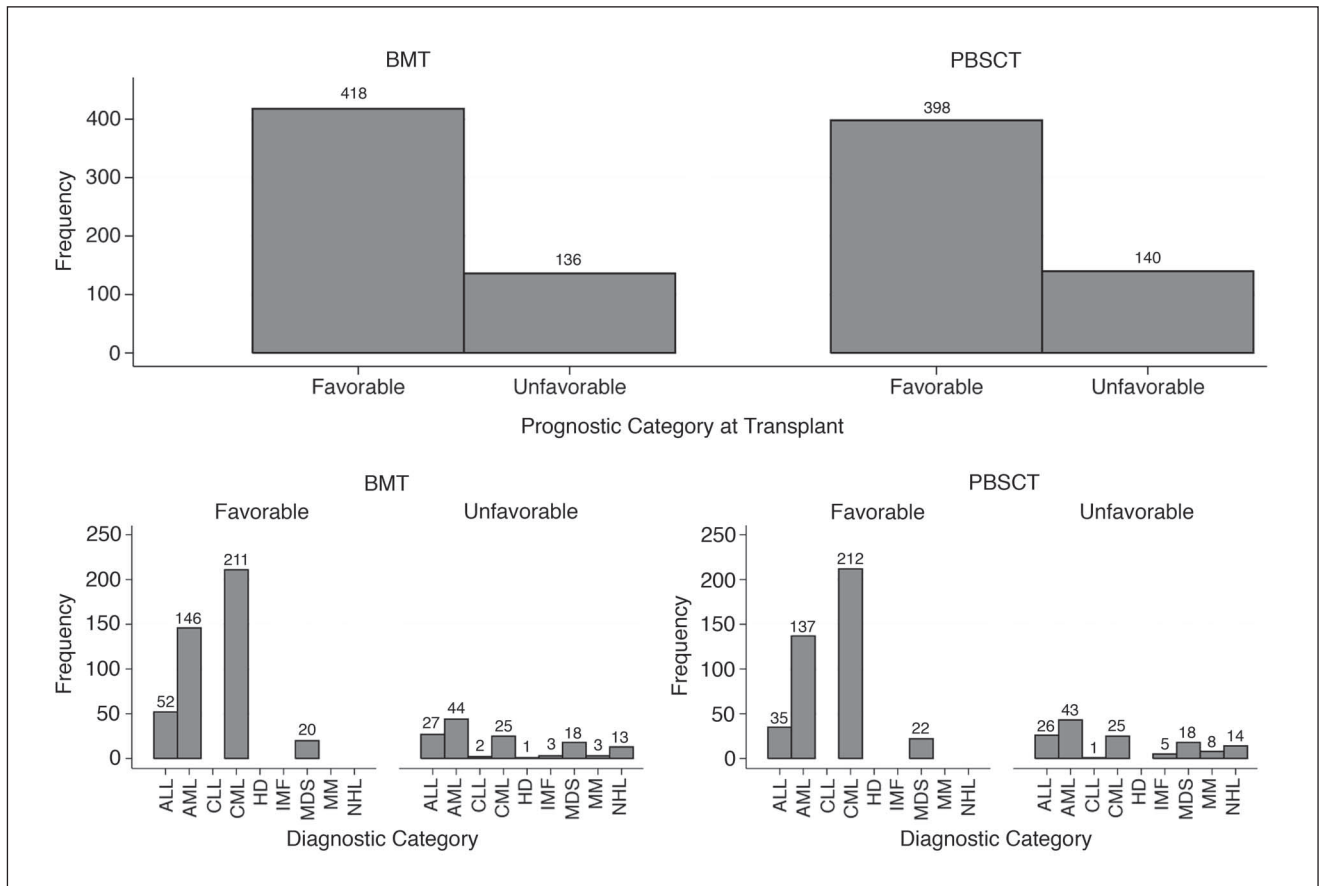 BMT
PBSCT
Frequency
400
300
200
100
0
418
136
398
140
Favorable
Unfavorable
Favorable
Unfavorable
Prognostic Category at Transplant
BMT
Favorable
Unfavorable
Frequency
250
200
150
100
50
0
52
146
211
20
27
44
2
25
1
3
18
3
13
ALL
AML
CLL
CML
HD
IMF
MDS
MM
NHL
ALL
AML
CLL
CML
HD
IMF
MDS
MM
NHL
Diagnostic Category
PBSCT
Favorable
Unfavorable
Frequency
250
200
150
100
50
0
35
137
212
22
26
43
1
25
5
18
8
14
ALL
AML
CLL
CML
HD
IMF
MDS
MM
NHL
ALL
AML
CLL
CML
HD
IMF
MDS
MM
NHL
Diagnostic Category